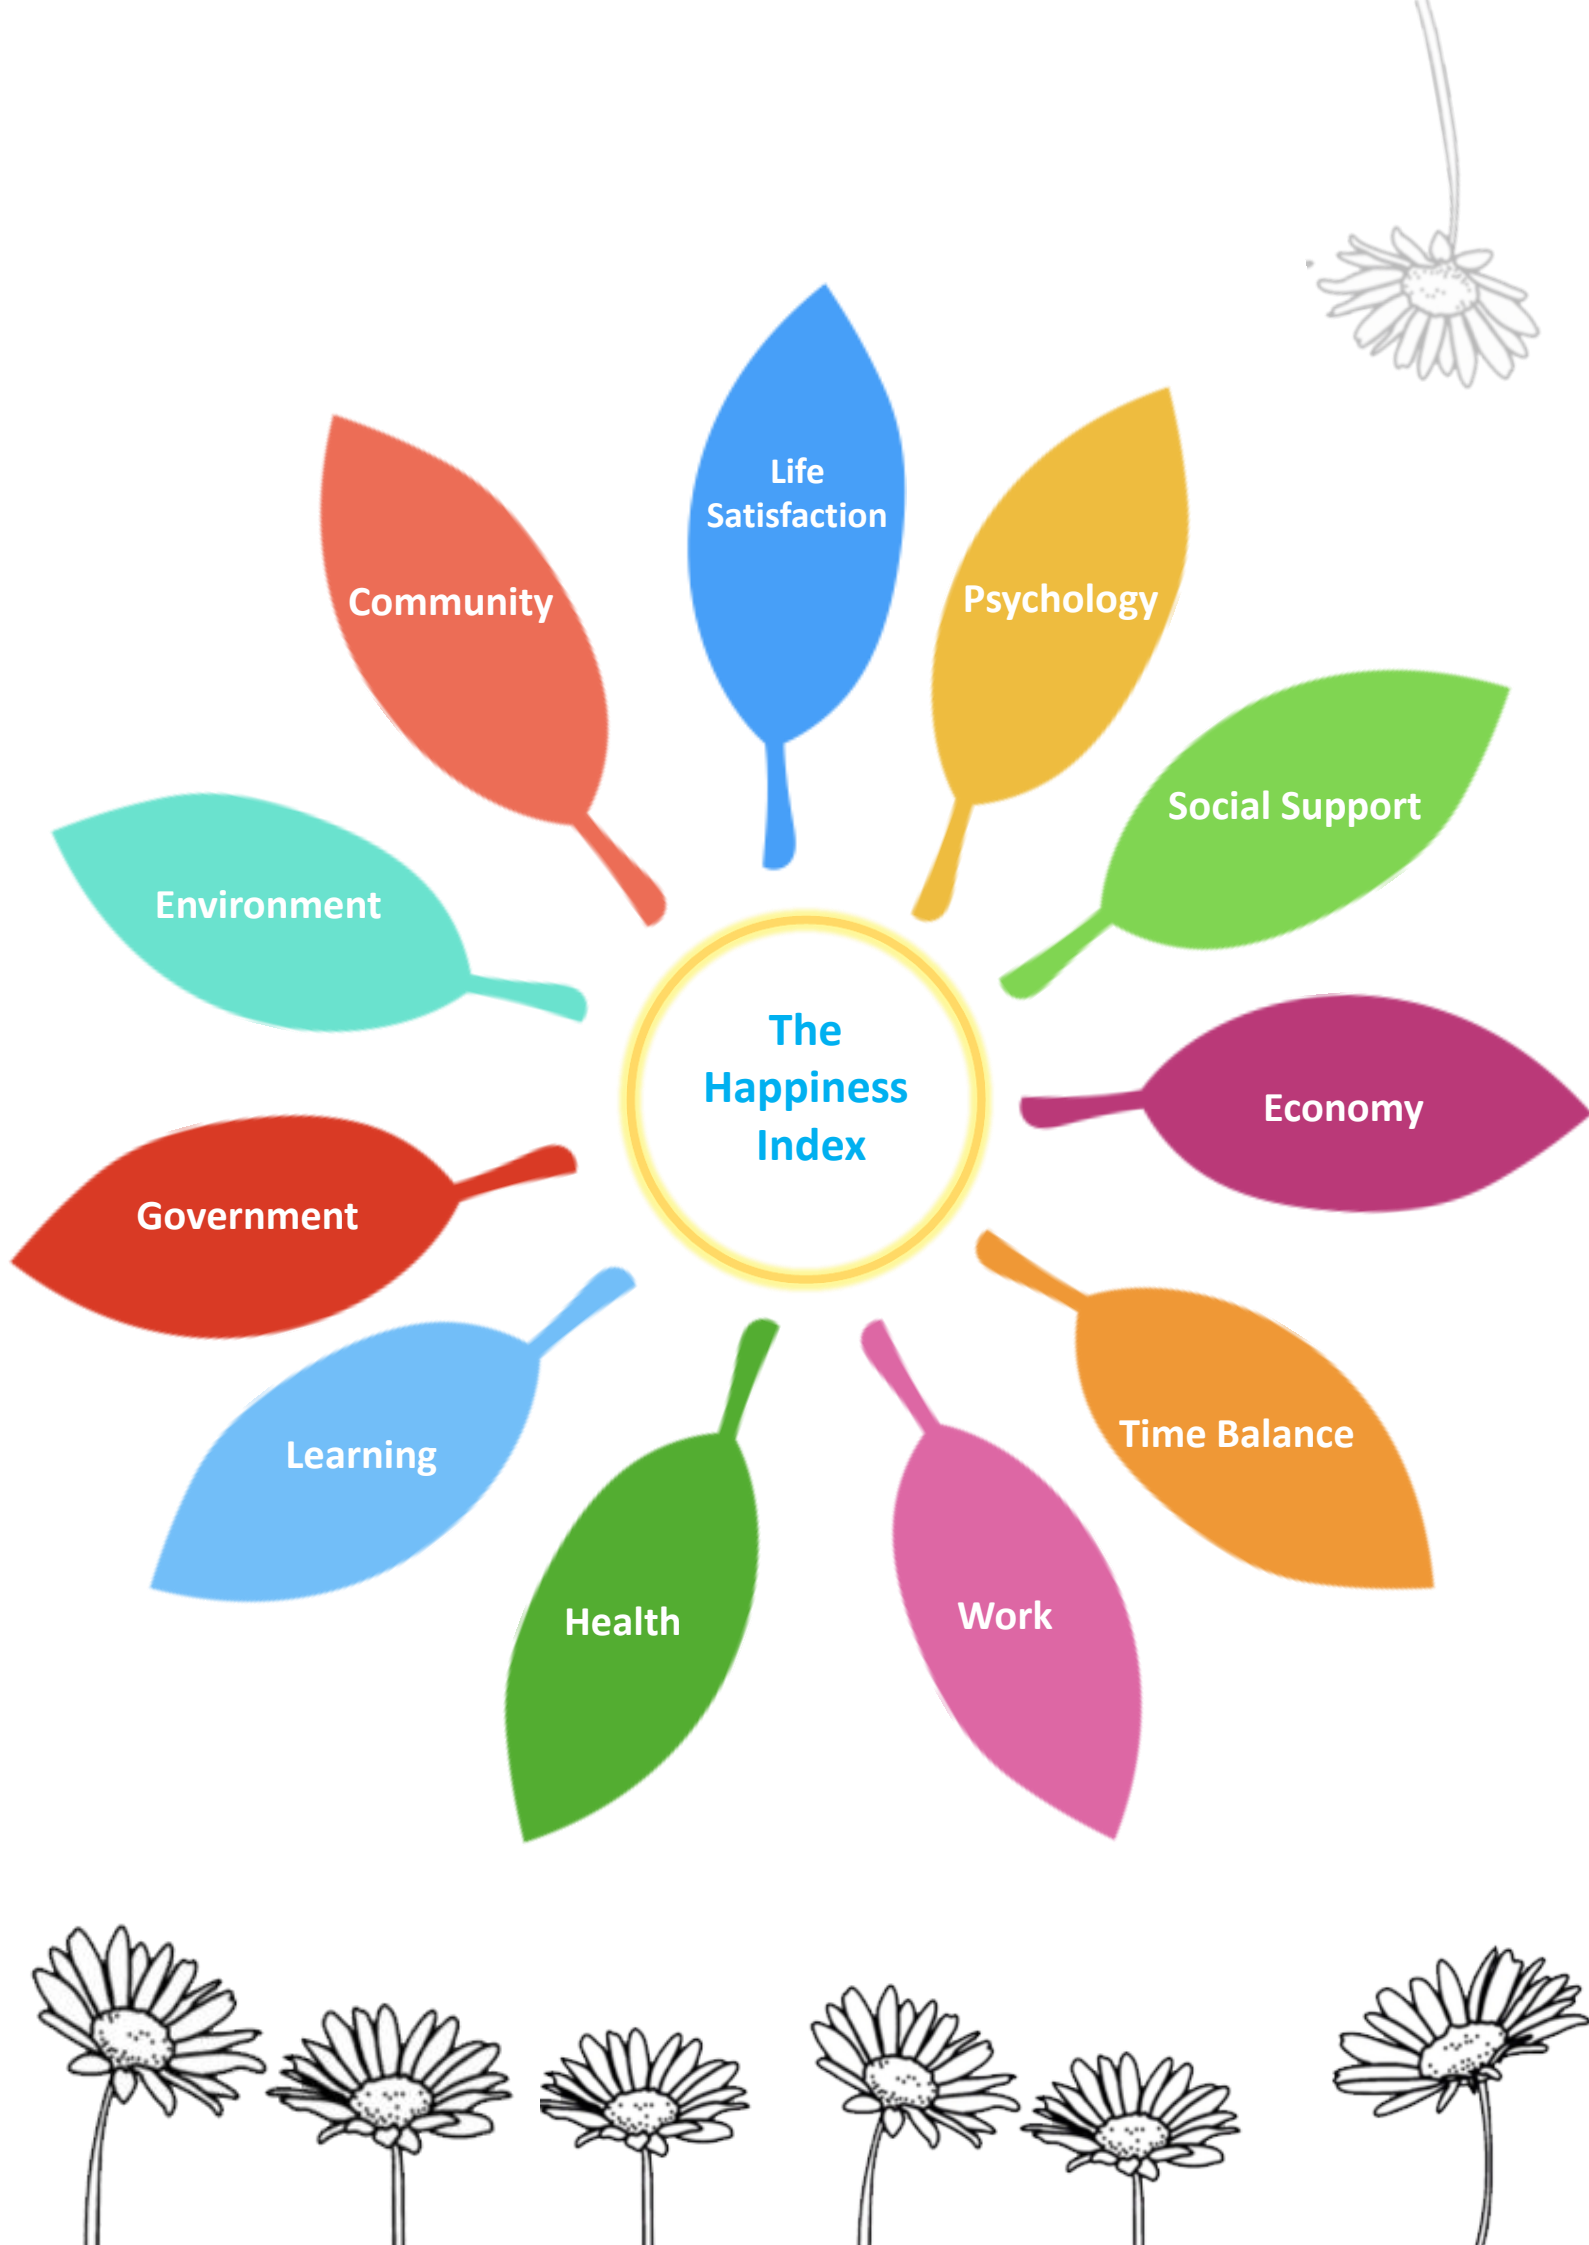 Life
Satisfaction
Psychology
Community
Social Support
Environment
The
Happiness
Index
Economy
Government
Time Balance
Learning
Work
Health